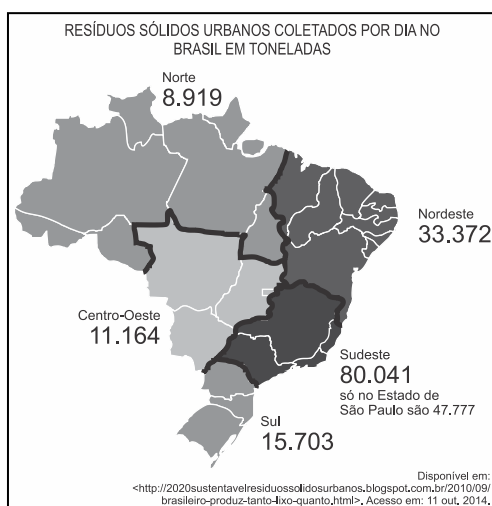 RESÍDUOS SÓLIDOS URBANOS COLETADOS POR DIA NO
BRASIL EM TONELADAS
Norte
8.919
Nordeste
33.372
Centro-Oeste
11.164
Sudeste
80.041
só no Estado de
São Paulo são 47.777
Sul
15.703
Disponível em:
<http://2020sustentavelresiduossolidosurbanos.blogspot.com.br/2010/09/
brasileiro-produz-tanto-lixo-quanto.html>. Acesso em: 11 out. 2014.